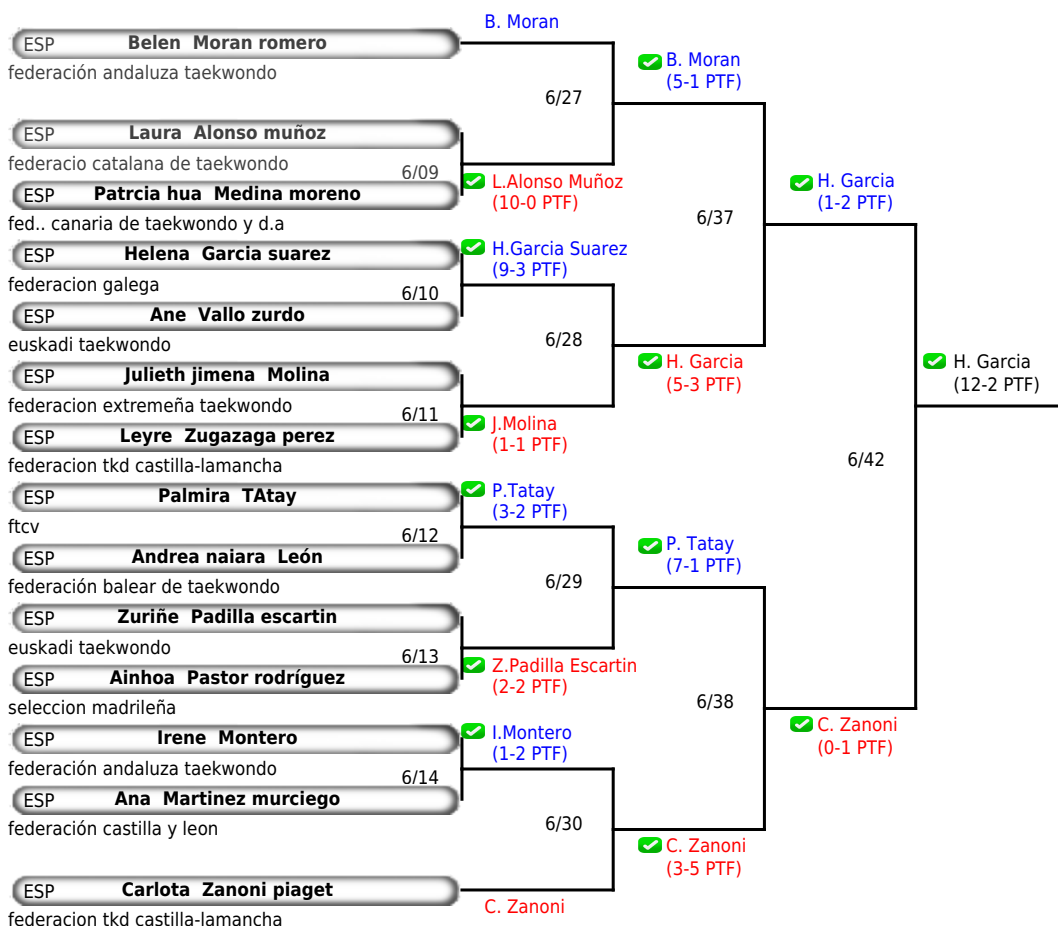 B. Moran
ESP Belen Moran romero
federación andaluza taekwondo
B. Moran
(5-1 PTF)
6/27
ESP Laura Alonso muñoz
federacio catalana de taekwondo
6/09
L.Alonso Muñoz
(10-0 PTF)
ESP Patrcia hua Medina moreno
fed.. canaria de taekwondo y d.a
H. Garcia
(1-2 PTF)
6/37
ESP Helena Garcia suarez
federacion galega
H.Garcia Suarez
(9-3 PTF)
6/10
ESP Ane Vallo zurdo
euskadi taekwondo
6/28
H. Garcia
(5-3 PTF)
H. Garcia
(12-2 PTF)
ESP Julieth jimena Molina
federacion extremeña taekwondo
6/11
J.Molina
(1-1 PTF)
ESP Leyre Zugazaga perez
federacion tkd castilla-lamancha
6/42
ESP Palmira TAtay
ftcv
P.Tatay
(3-2 PTF)
6/12
ESP Andrea naiara León
federación balear de taekwondo
P. Tatay
(7-1 PTF)
6/29
ESP Zuriñe Padilla escartin
euskadi taekwondo
6/13
Z.Padilla Escartin
(2-2 PTF)
ESP Ainhoa Pastor rodríguez
seleccion madrileña
6/38
C. Zanoni
(0-1 PTF)
ESP Irene Montero
federación andaluza taekwondo
I.Montero
(1-2 PTF)
6/14
ESP Ana Martinez murciego
federación castilla y leon
6/30
C. Zanoni
(3-5 PTF)
ESP Carlota Zanoni piaget
federacion tkd castilla-lamancha
C. Zanoni